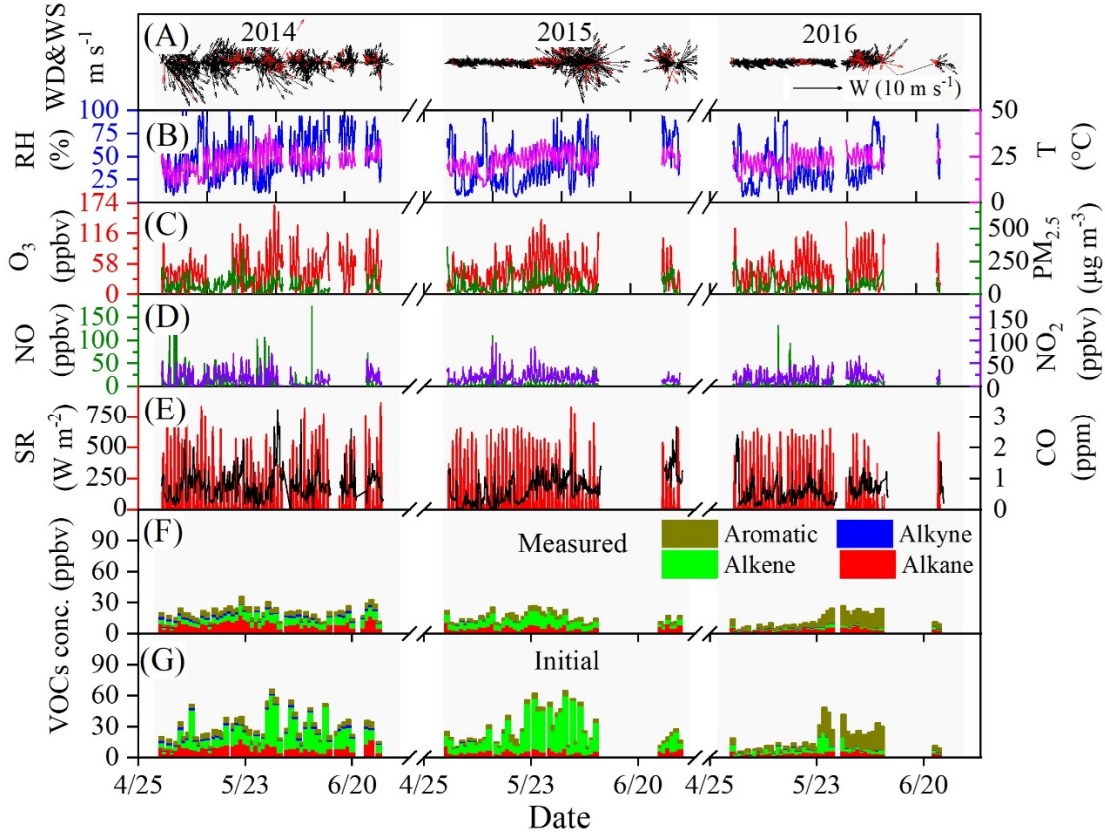 (A) 2014 2015 2016
WD&WS
m s⁻¹
W (10 m s⁻¹)
(B)
RH
(%)
100
75
50
25
50
25
0
T
(°C)
(C)
O₃
(ppbv)
174
116
58
0
500
250
0
PM₂.₅
(μg m⁻³)
(D)
NO
(ppbv)
150
100
50
0
150
100
50
0
NO₂
(ppbv)
(E)
SR
(W m⁻²)
750
500
250
0
3
2
1
0
CO
(ppm)
(F)
Measured
Aromatic Alkyne
Alkene Alkane
90
60
30
0
VOCs conc. (ppbv)
(G)
Initial
90
60
30
0
4/25 5/23 6/20 4/25 5/23 6/20 4/25 5/23 6/20
Date